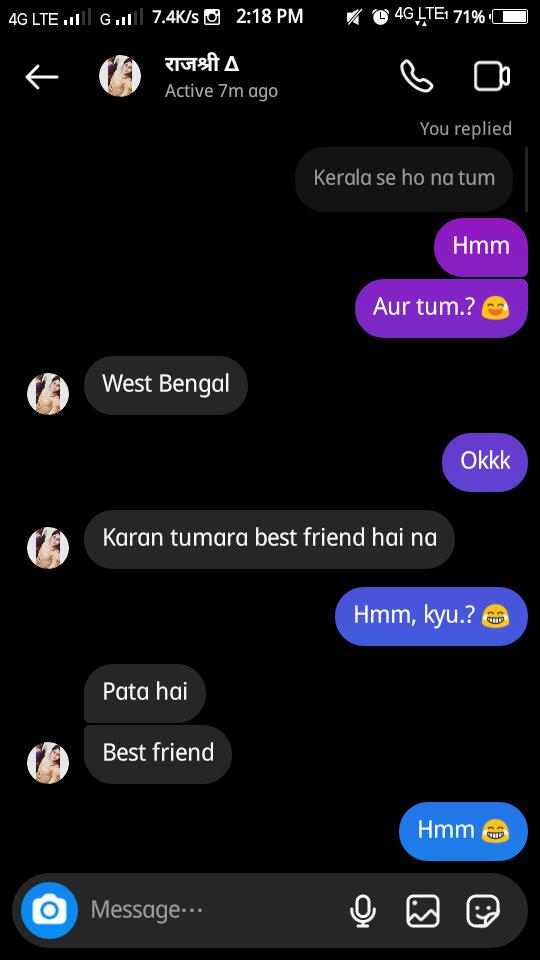 4G LTE G 7.4K/s 2:18 PM 4G LTE 71%
राजश्री Δ
Active 7m ago
You replied
Kerala se ho na tum
Hmm
Aur tum.? 😅
West Bengal
Okkk
Karan tumara best friend hai na
Hmm, kyu.? 😂
Pata hai
Best friend
Hmm 😂
Message...